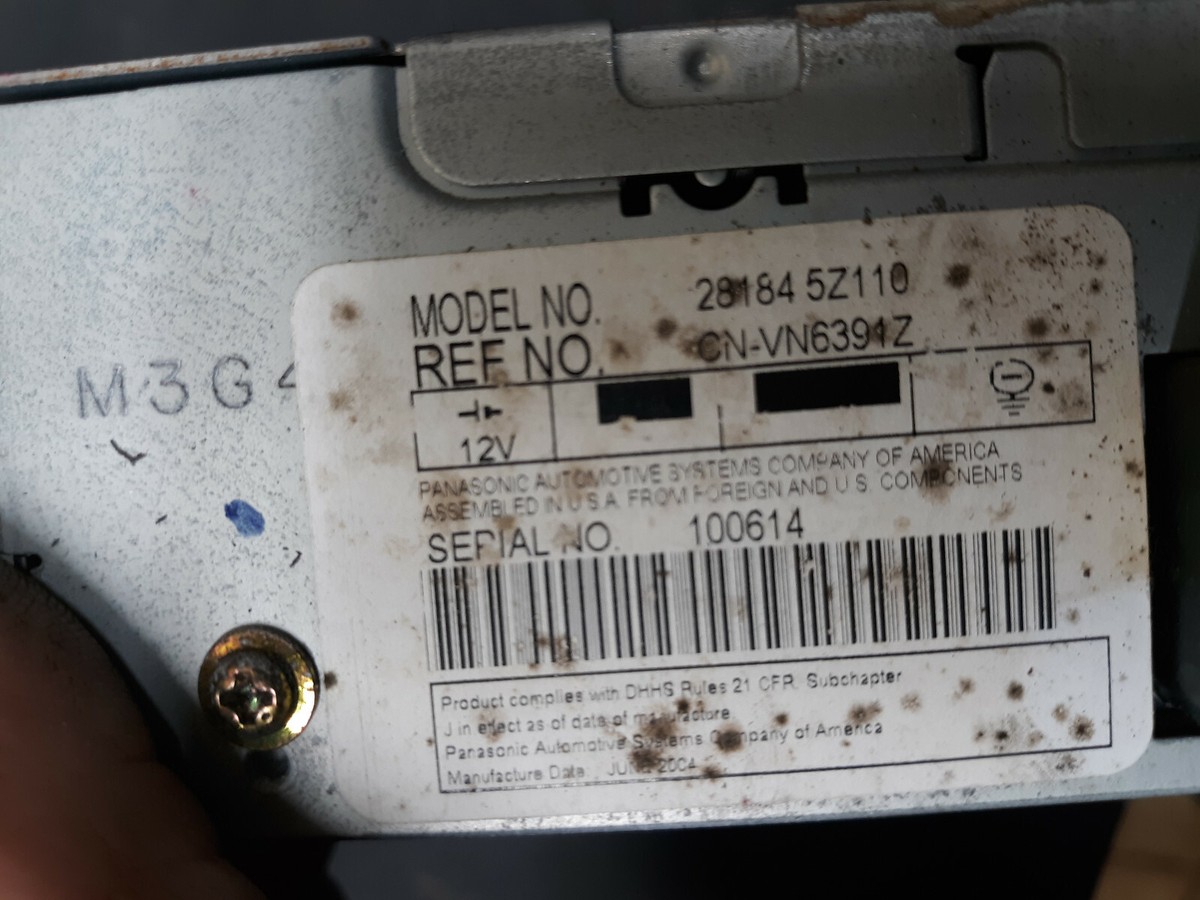 M3G4
MODEL NO. 28184 5Z110
REF NO. CN-VN6391Z
12V
PANASONIC AUTOMOTIVE SYSTEMS COMPANY OF AMERICA
ASSEMBLED IN U.S.A. FROM FOREIGN AND U.S. COMPONENTS
SERIAL NO. 100614
Product complies with DHHS Rules 21 CFR. Subchapter
J in effect as of date of manufacture
Panasonic Automotive Systems Company of America
Manufacture Date. JUNE 2004